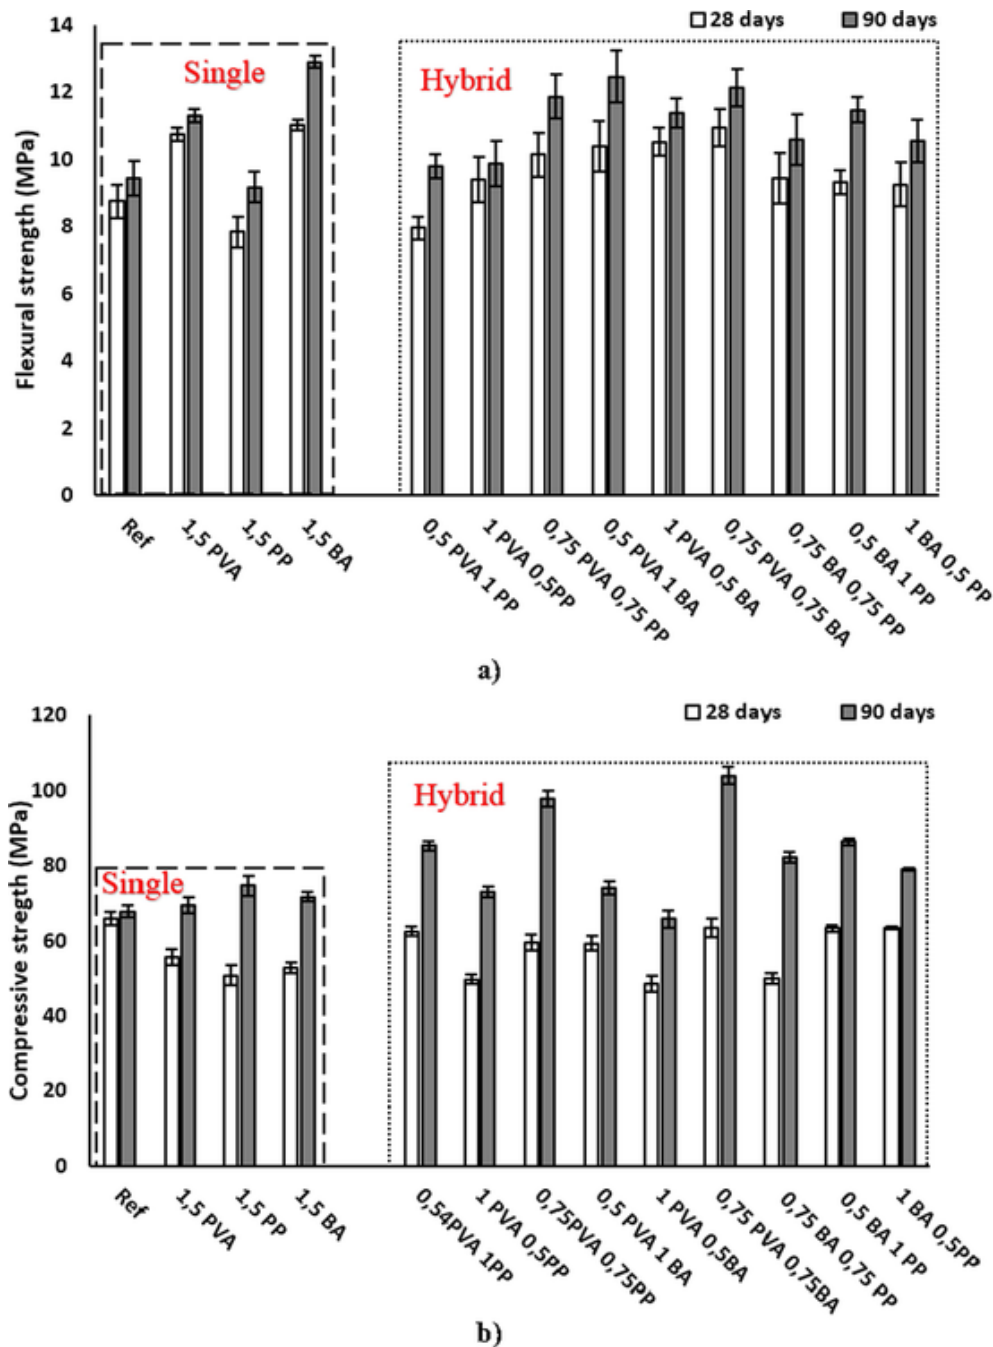 28 days
90 days
Single
Hybrid
Flexural strength (MPa)
14
12
10
8
6
4
2
0
Ref
1,5 PVA
1,5 PP
1,5 BA
0,5 PVA 1 PP
1 PVA 0,5PP
0,75 PVA 0,75 PP
0,5 PVA 1 BA
1 PVA 0,5 BA
0,75 PVA 0,75 BA
0,75 BA 0,75 PP
0,5 BA 1 PP
1 BA 0,5 PP
a)
28 days
90 days
Hybrid
Single
Compressive stregth (MPa)
120
100
80
60
40
20
0
Ref
1,5 PVA
1,5 PP
1,5 BA
0,54PVA 1PP
1 PVA 0,5PP
0,75PVA 0,75PP
0,5 PVA 1 BA
1 PVA 0,5BA
0,75 PVA 0,75BA
0,75 BA 0,75 PP
0,5 BA 1 PP
1 BA 0,5PP
b)